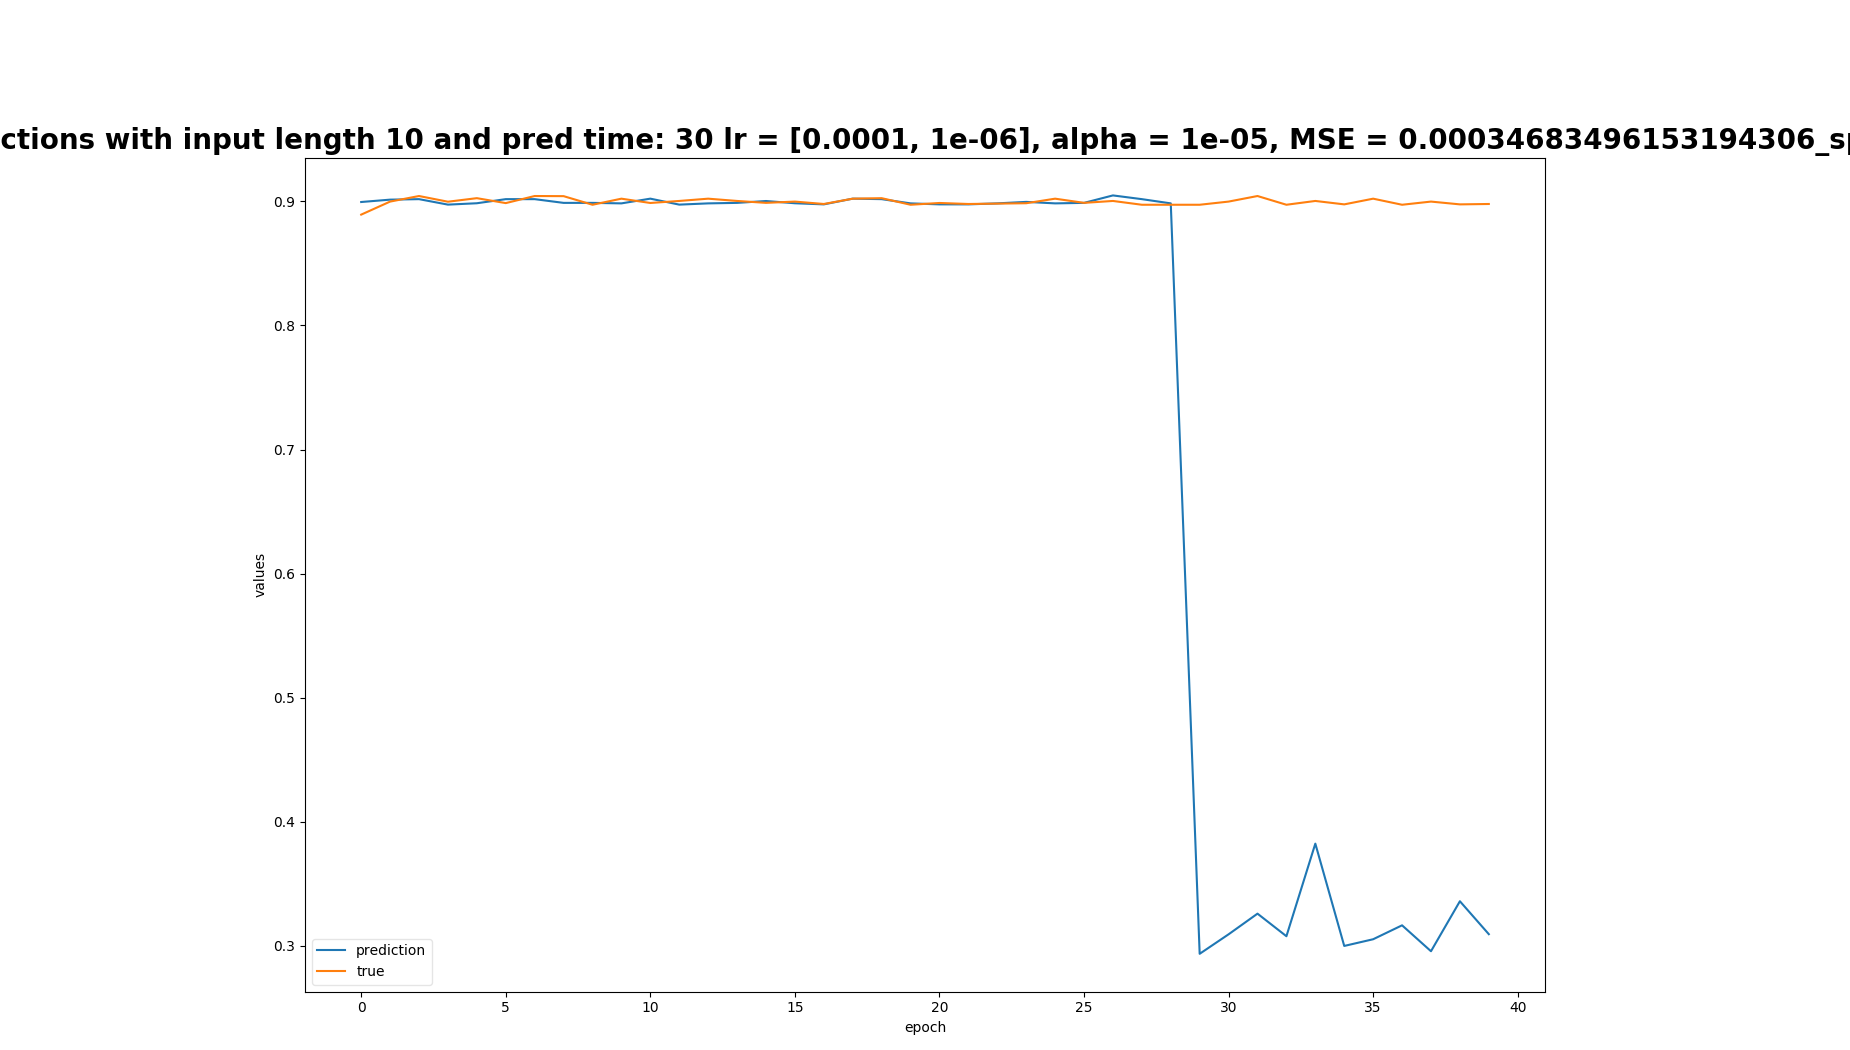 ctions with input length 10 and pred time: 30 lr = [0.0001, 1e-06], alpha = 1e-05, MSE = 0.00034683496153194306_sp
0.9
0.8
0.7
0.6
0.5
0.4
0.3
values
prediction
true
0 5 10 15 20 25 30 35 40
epoch